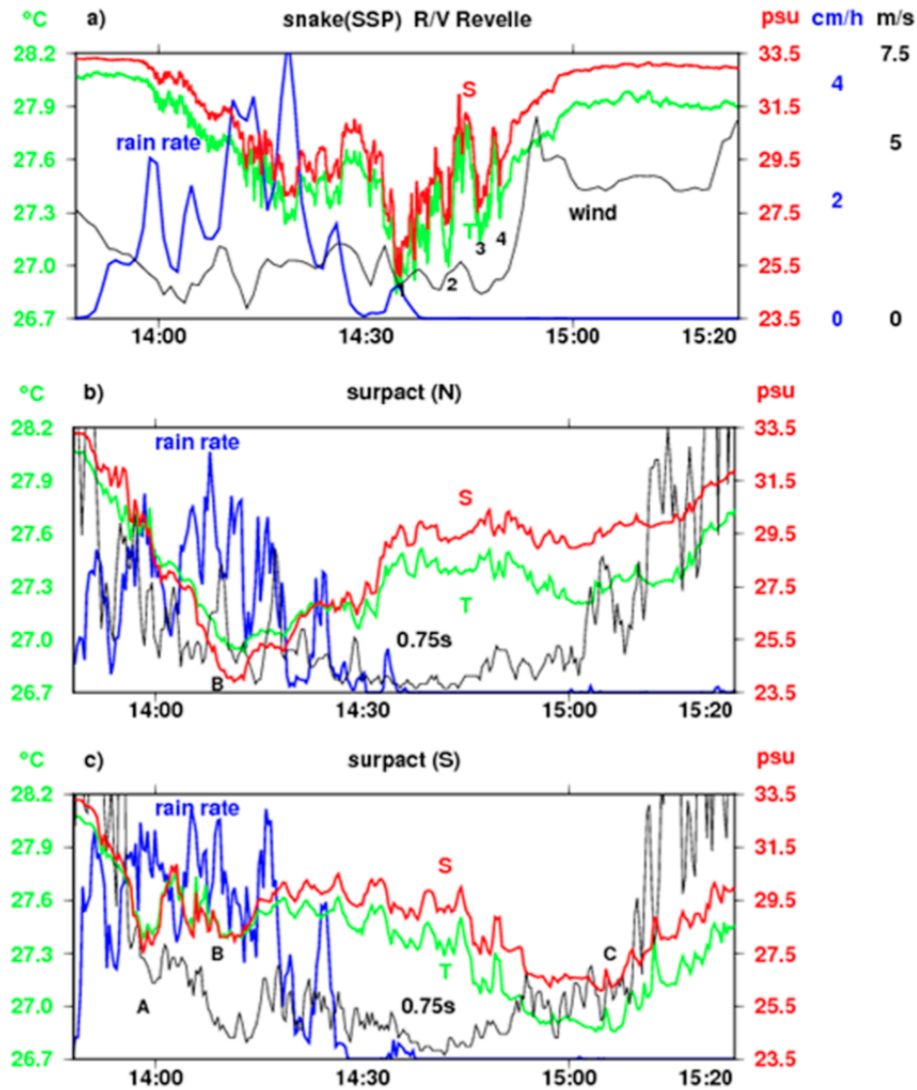 °C a) snake(SSP) R/V Revelle psu cm/h m/s
28.2 33.5 7.5
4
27.9 S 31.5
rain rate 5
27.6 29.5
2
27.3 wind 27.5
T 3 4
27.0 2 25.5
1
26.7 23.5 0 0
14:00 14:30 15:00 15:20
°C b) surpact (N) psu
28.2 33.5
rain rate
27.9 S 31.5
27.6 29.5
27.3 T 27.5
27.0 0.75s 25.5
B
26.7 23.5
14:00 14:30 15:00 15:20
°C c) surpact (S) psu
28.2 33.5
rain rate
27.9 S 31.5
27.6 29.5
27.3 B C 27.5
T
27.0 A 0.75s 25.5
26.7 23.5
14:00 14:30 15:00 15:20